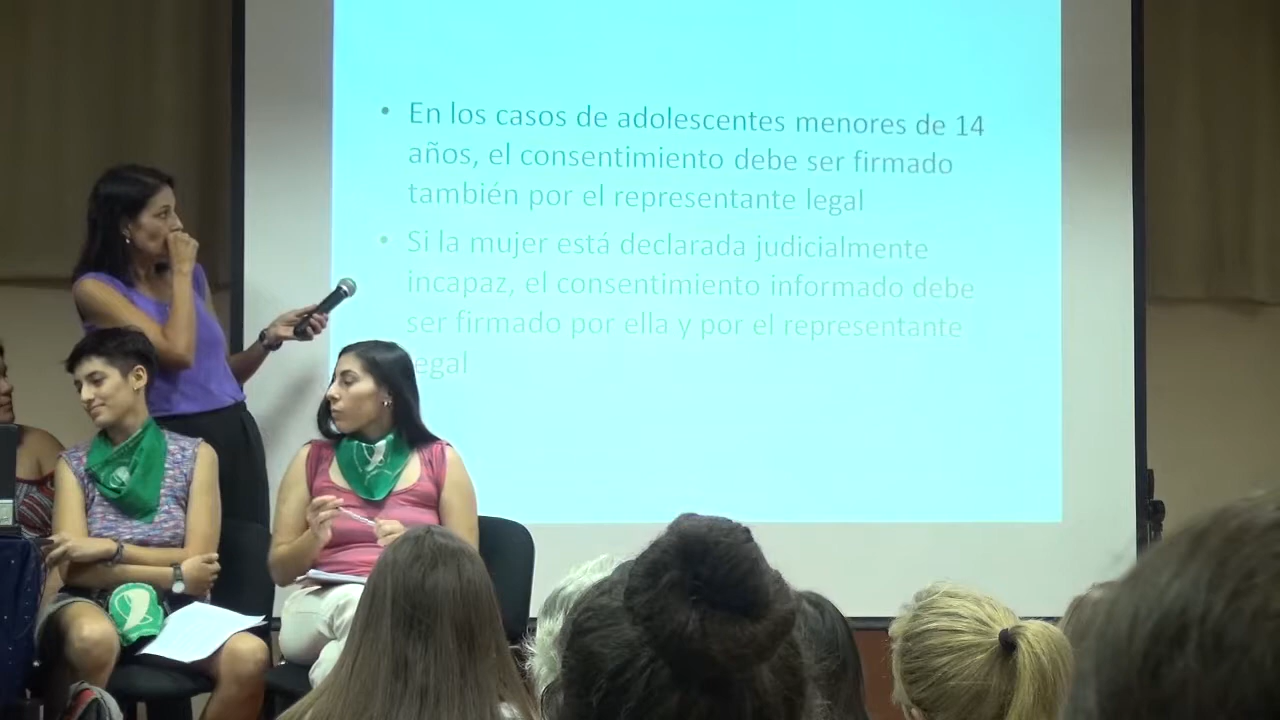 • En los casos de adolescentes menores de 14
años, el consentimiento debe ser firmado
también por el representante legal
• Si la mujer está declarada judicialmente
incapaz, el consentimiento informado debe
ser firmado por ella y por el representante
egal